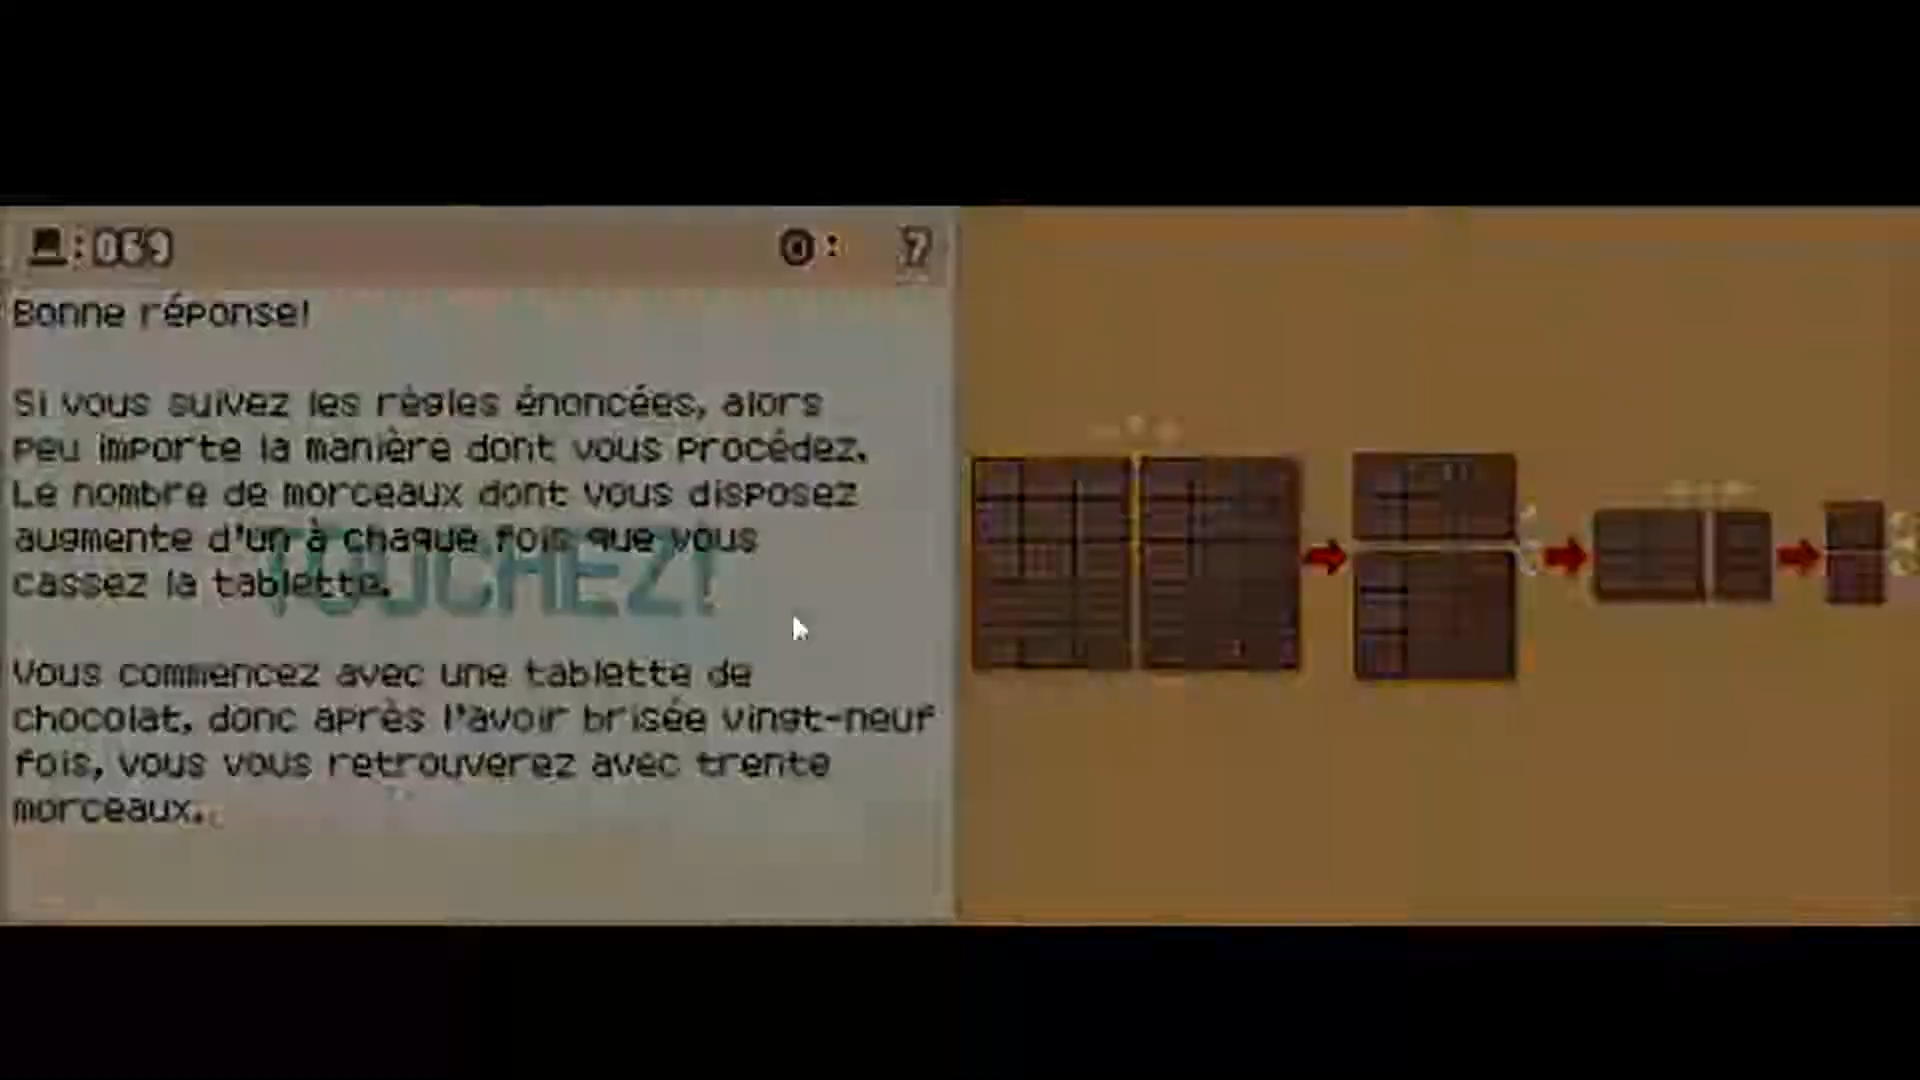 :069
: 7
Bonne réponse!
Si vous suivez les règles énoncées, alors
peu importe la manière dont vous procédez.
Le nombre de morceaux dont vous disposez
augmente d'un à chaque fois que vous
cassez la tablette.
TOUCHEZ!
Vous commencez avec une tablette de
chocolat, donc après l'avoir brisée vingt-neuf
fois, vous vous retrouverez avec trente
morceaux.